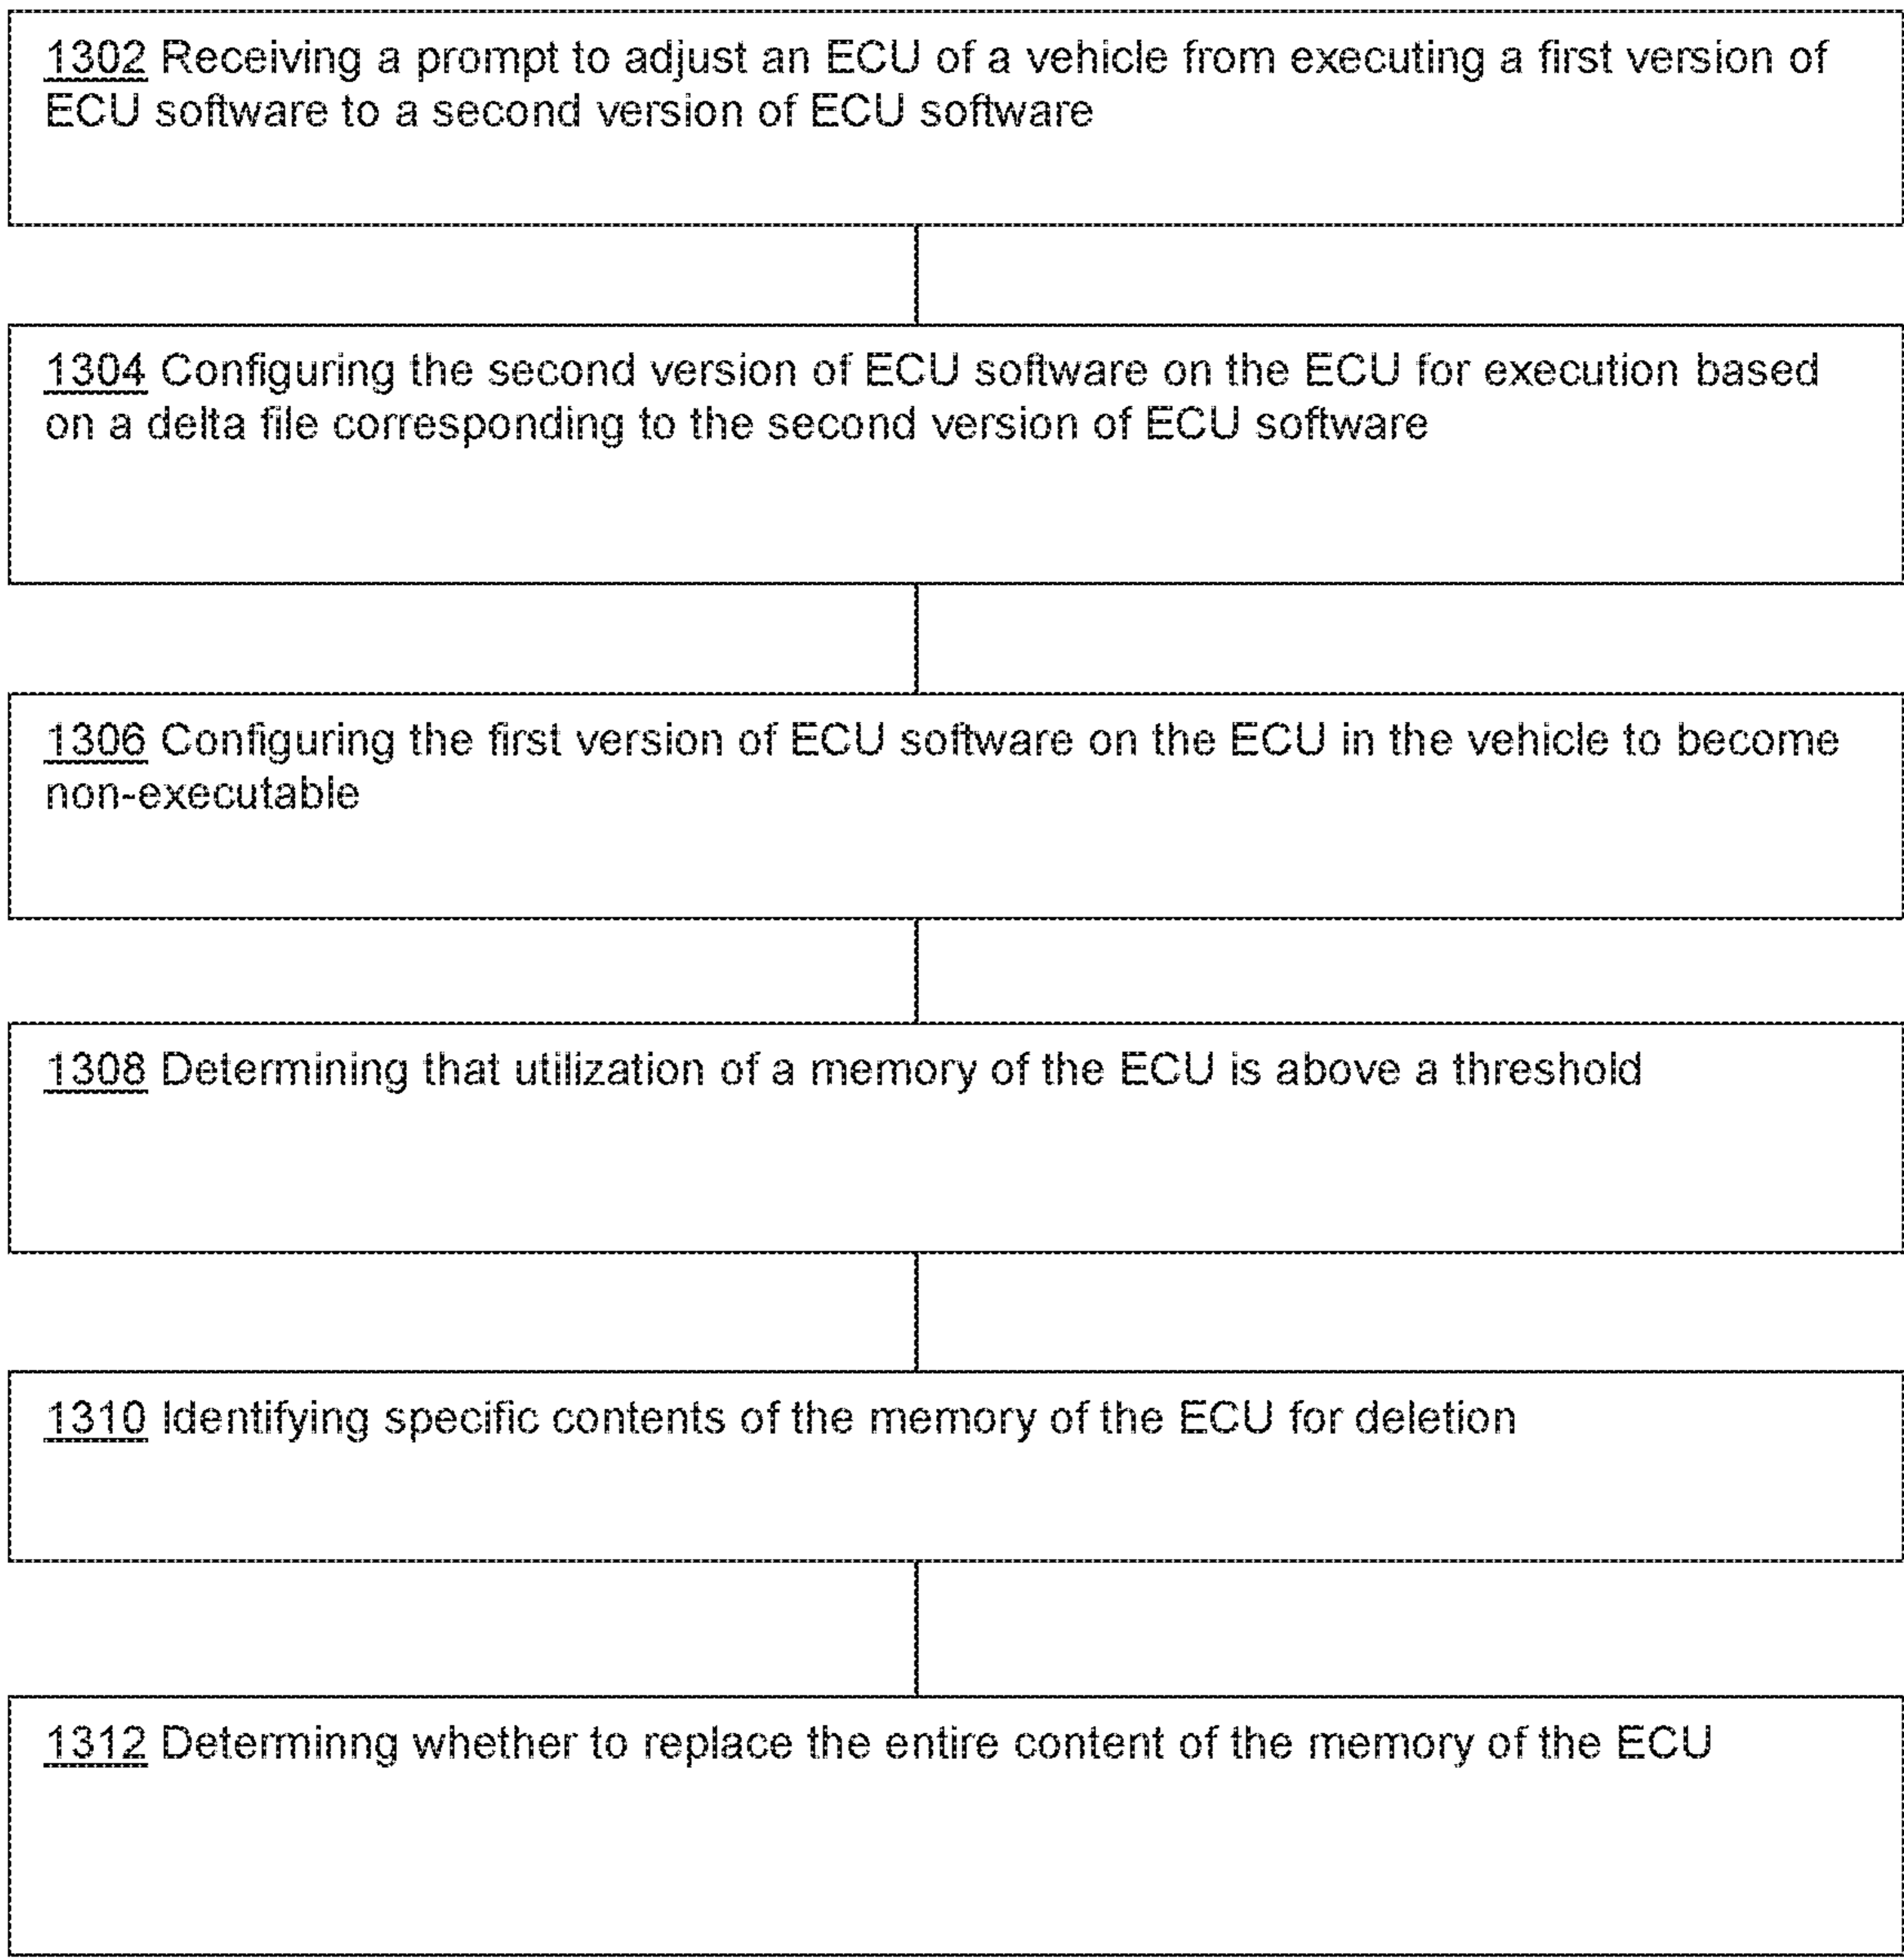 1302 Receiving a prompt to adjust an ECU of a vehicle from executing a first version of
ECU software to a second version of ECU software
1304 Configuring the second version of ECU software on the ECU for execution based
on a delta file corresponding to the second version of ECU software
1306 Configuring the first version of ECU software on the ECU in the vehicle to become
non-executable
1308 Determining that utilization of a memory of the ECU is above a threshold
1310 Identifying specific contents of the memory of the ECU for deletion
1312 Determinng whether to replace the entire content of the memory of the ECU